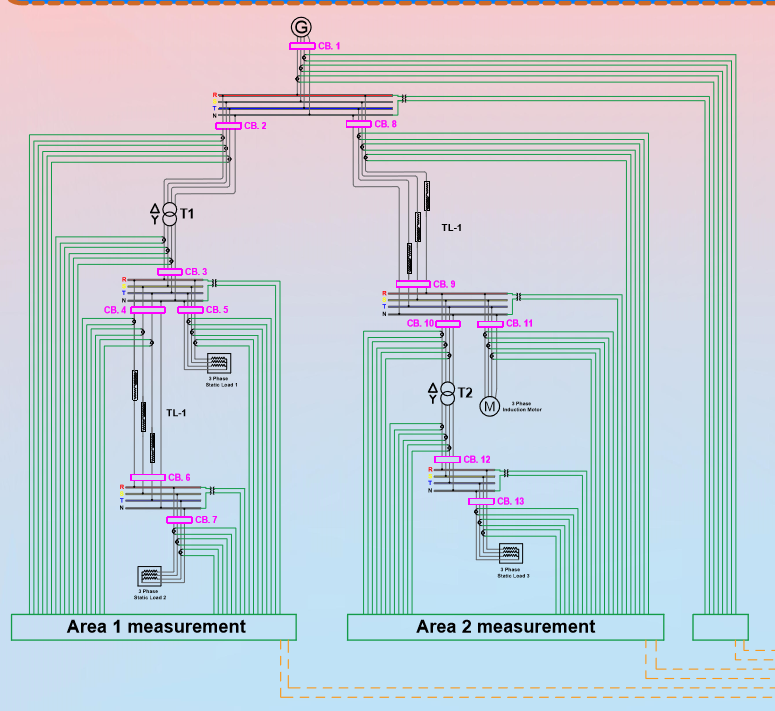 G
CB. 1
R
T
N
CB. 2
CB. 8
Δ
Y
T1
TL-1
CB. 3
R
T
N
CB. 4
CB. 5
CB. 9
R
T
N
CB. 10
CB. 11
3 Phase
Static Load 1
Δ
Y
T2
M
3 Phase
Induction Motor
TL-1
CB. 12
CB. 6
R
T
N
R
T
N
CB. 7
CB. 13
3 Phase
Static Load 2
3 Phase
Static Load 3
Area 1 measurement
Area 2 measurement